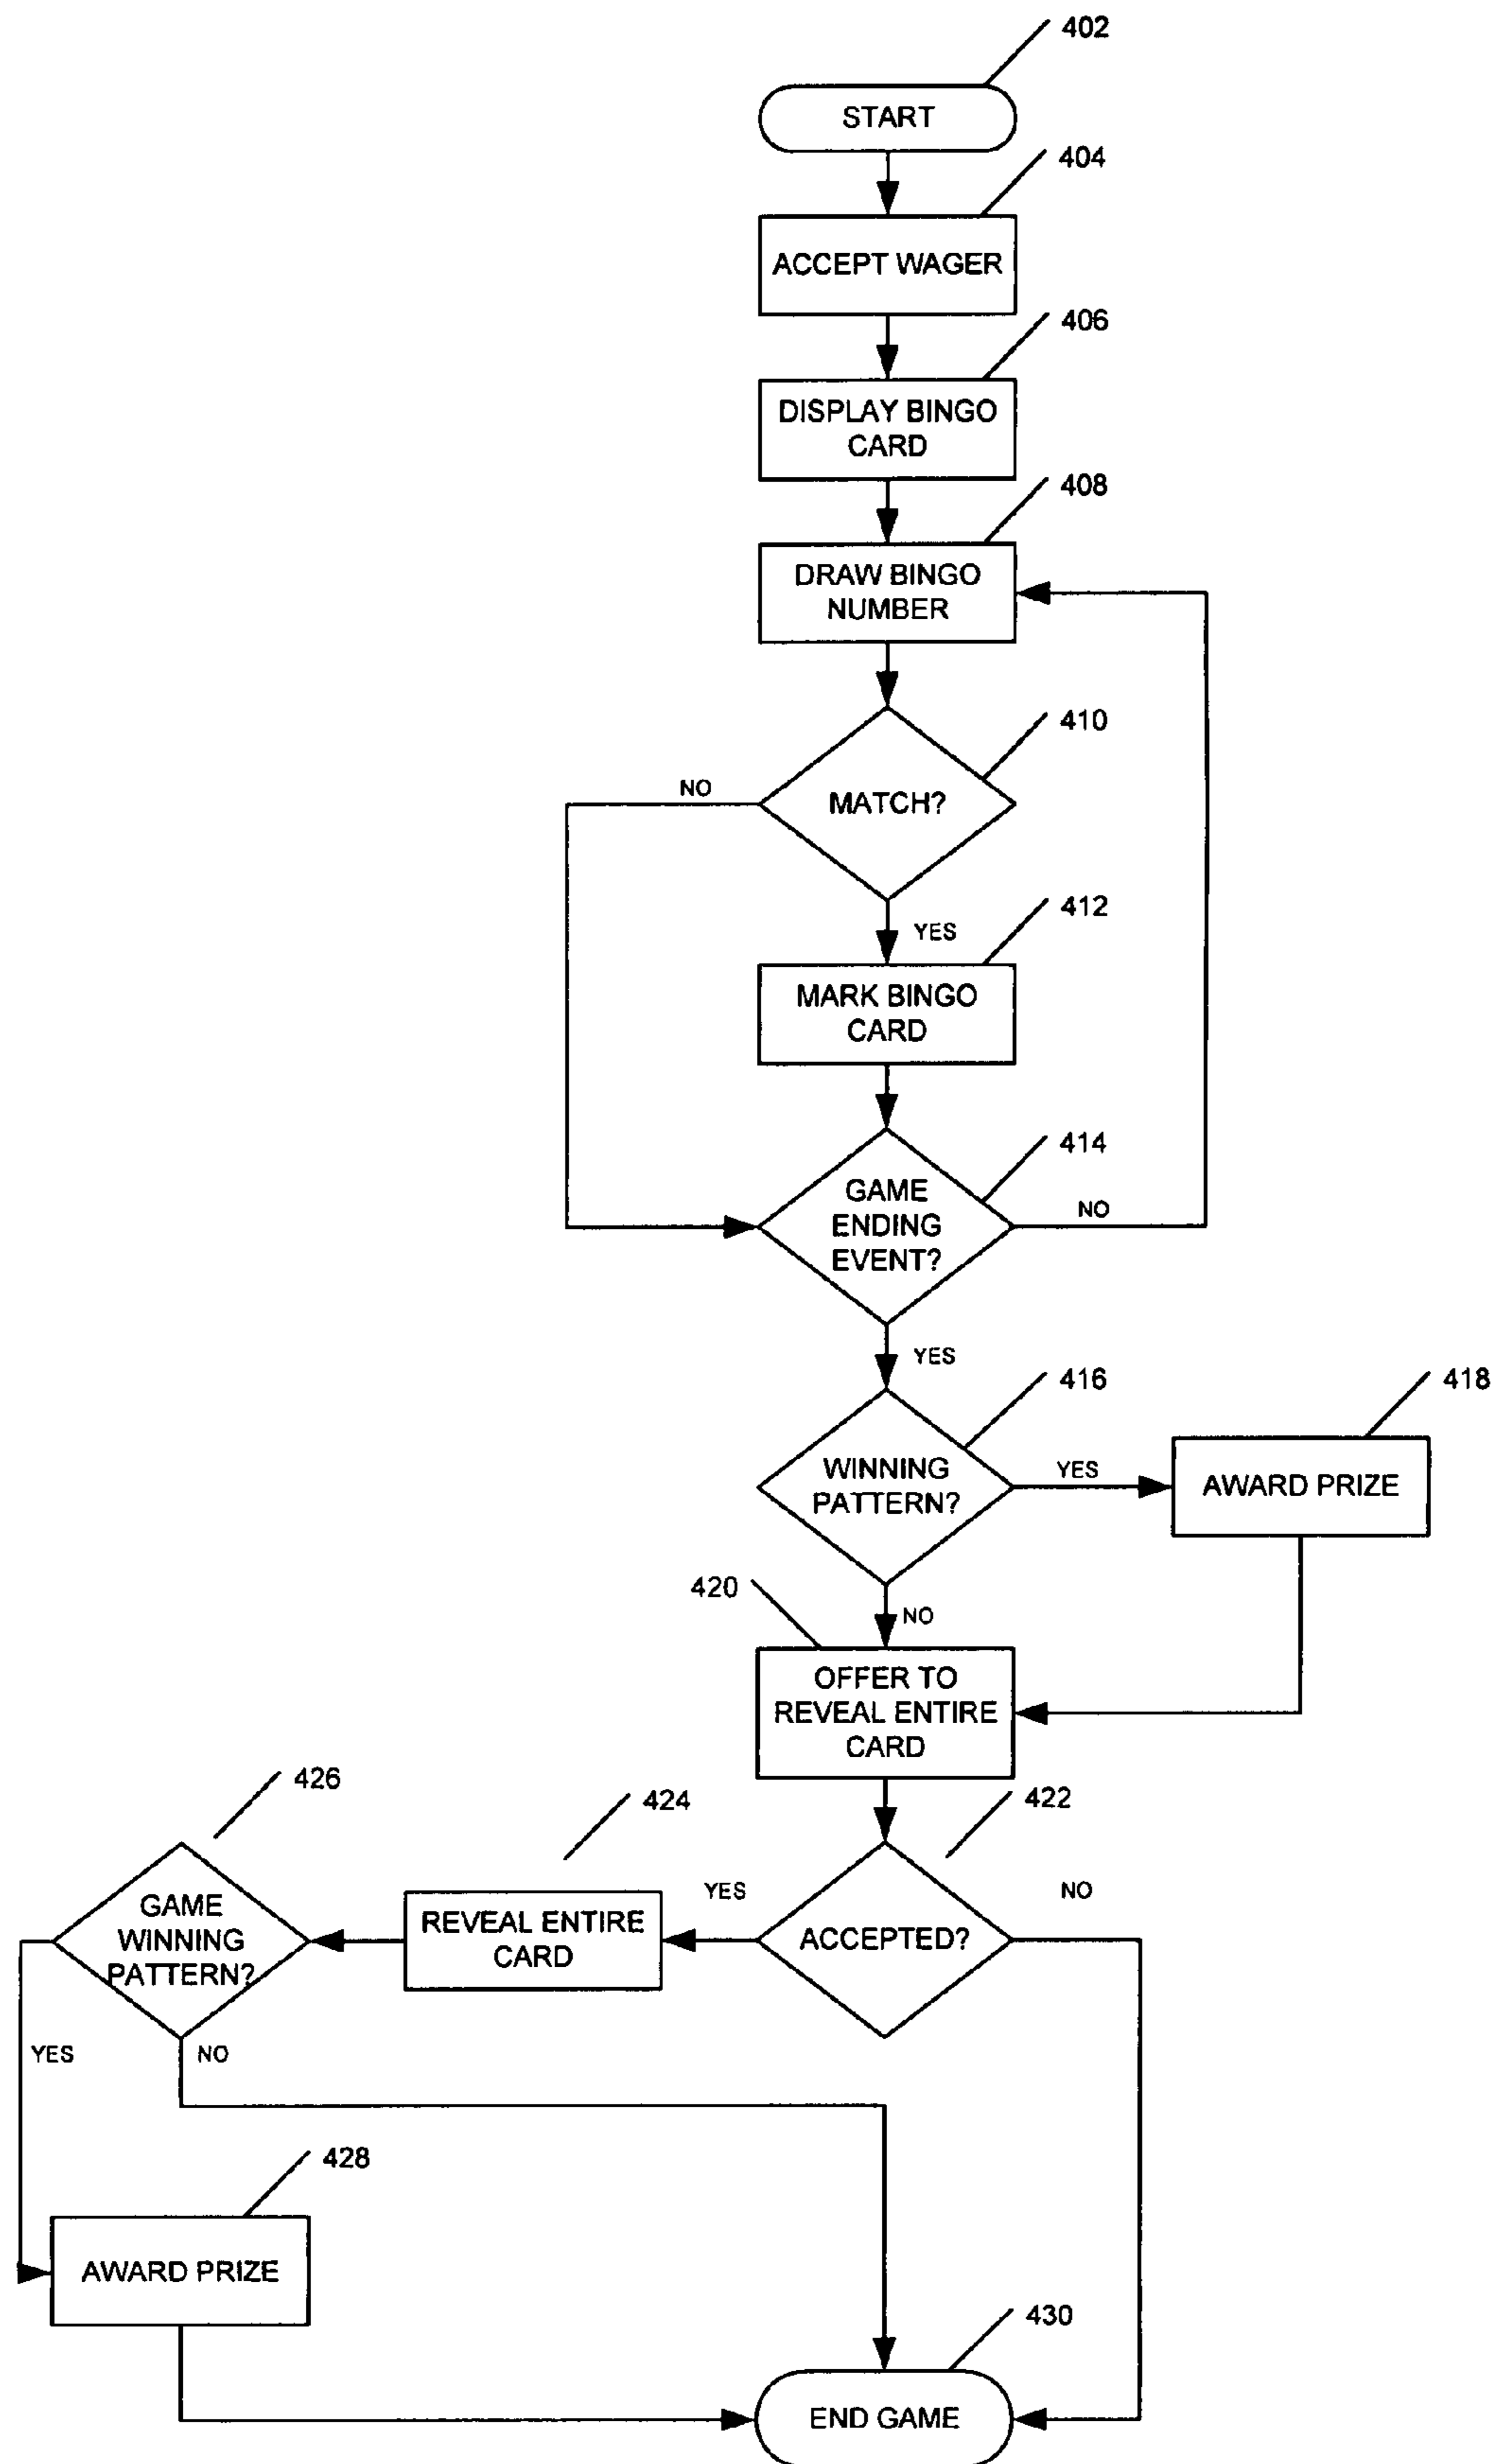 402
START
404
ACCEPT WAGER
406
DISPLAY BINGO
CARD
408
DRAW BINGO
NUMBER
410
NO
MATCH?
412
YES
MARK BINGO
CARD
414
GAME
ENDING
EVENT?
NO
YES
416
418
WINNING
PATTERN?
YES
AWARD PRIZE
420
NO
OFFER TO
REVEAL ENTIRE
CARD
426
424
422
GAME
WINNING
PATTERN?
REVEAL ENTIRE
CARD
YES
ACCEPTED?
NO
YES
NO
428
AWARD PRIZE
430
END GAME